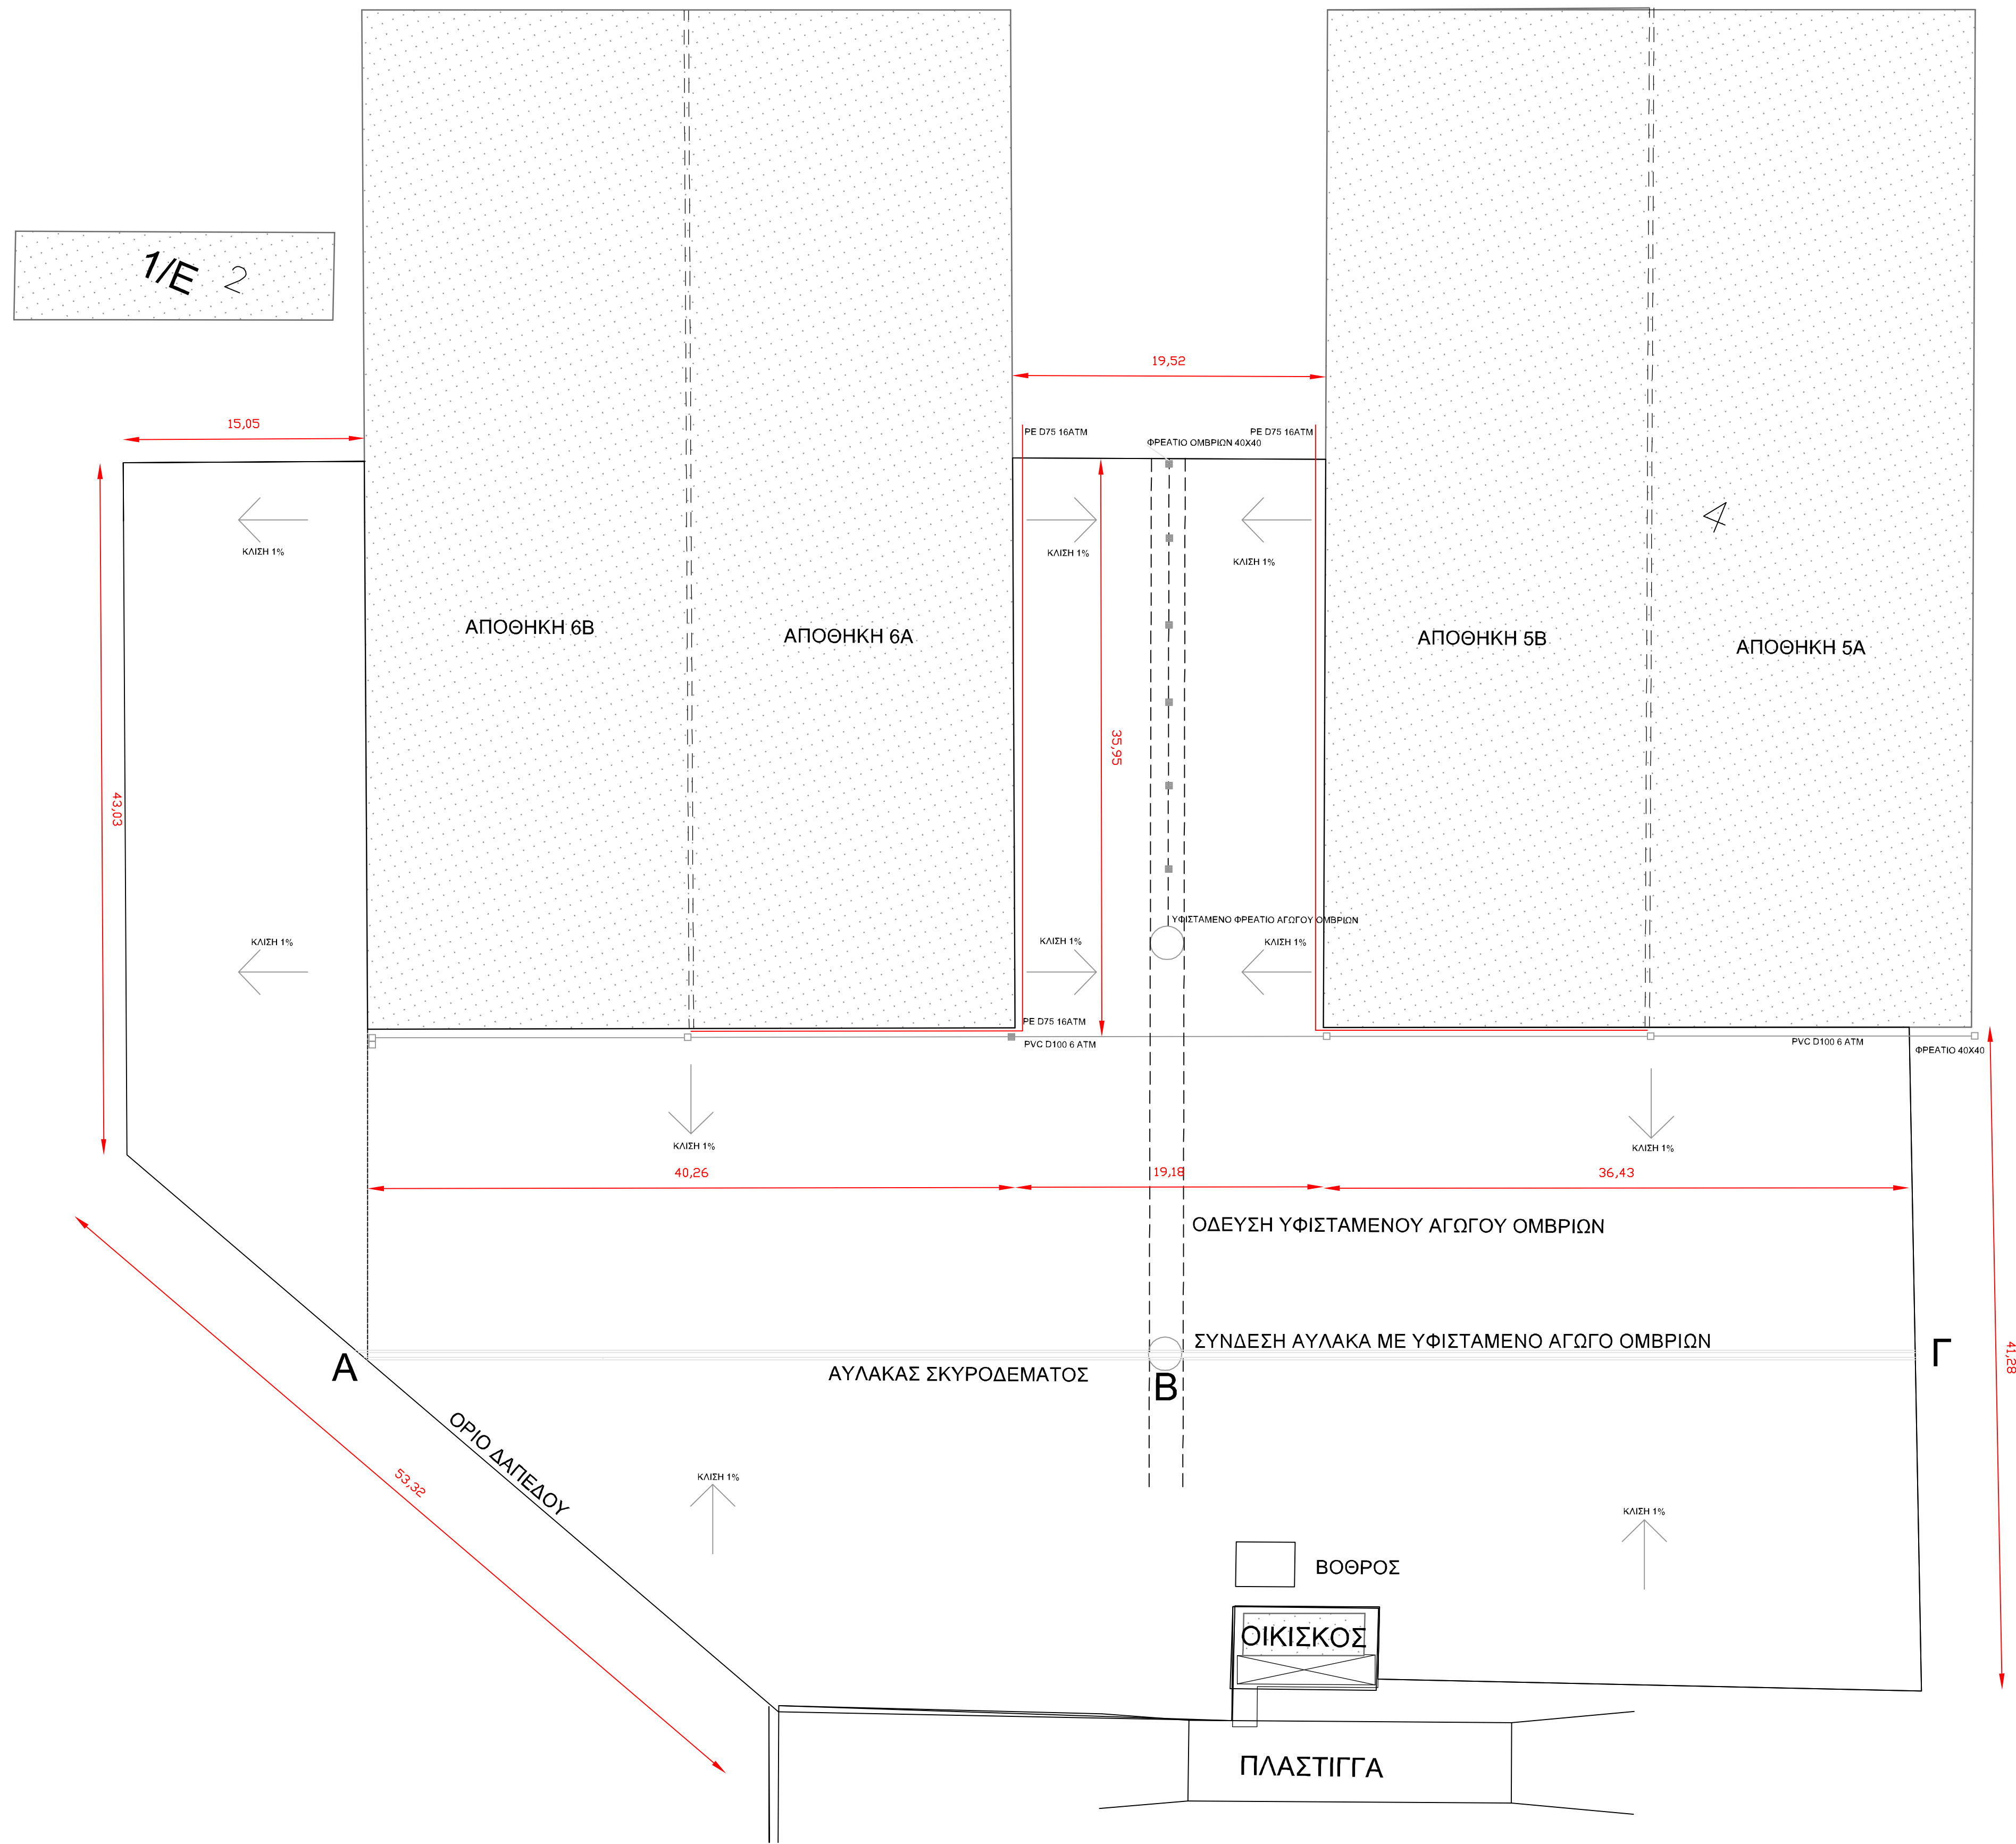 1/E 2
19,52
15,05
PE D75 16ATM
PE D75 16ATM
ΦΡΕΑΤΙΟ ΟΜΒΡΙΩΝ 40Χ40
4
ΚΛΙΣΗ 1%
ΚΛΙΣΗ 1%
ΚΛΙΣΗ 1%
ΑΠΟΘΗΚΗ 6Β
ΑΠΟΘΗΚΗ 6Α
ΑΠΟΘΗΚΗ 5Β
ΑΠΟΘΗΚΗ 5Α
35,95
43,03
ΥΦΙΣΤΑΜΕΝΟ ΦΡΕΑΤΙΟ ΑΓΩΓΟΥ ΟΜΒΡΙΩΝ
ΚΛΙΣΗ 1%
ΚΛΙΣΗ 1%
ΚΛΙΣΗ 1%
PE D75 16ATM
PVC D100 6 ATM
PVC D100 6 ATM
ΦΡΕΑΤΙΟ 40Χ40
ΚΛΙΣΗ 1%
ΚΛΙΣΗ 1%
40,26
19,18
36,43
ΟΔΕΥΣΗ ΥΦΙΣΤΑΜΕΝΟΥ ΑΓΩΓΟΥ ΟΜΒΡΙΩΝ
ΣΥΝΔΕΣΗ ΑΥΛΑΚΑ ΜΕ ΥΦΙΣΤΑΜΕΝΟ ΑΓΩΓΟ ΟΜΒΡΙΩΝ
Α
Β
Γ
41,28
ΑΥΛΑΚΑΣ ΣΚΥΡΟΔΕΜΑΤΟΣ
ΟΡΙΟ ΔΑΠΕΔΟΥ
53,32
ΚΛΙΣΗ 1%
ΚΛΙΣΗ 1%
ΒΟΘΡΟΣ
ΟΙΚΙΣΚΟΣ
ΠΛΑΣΤΙΓΓΑ